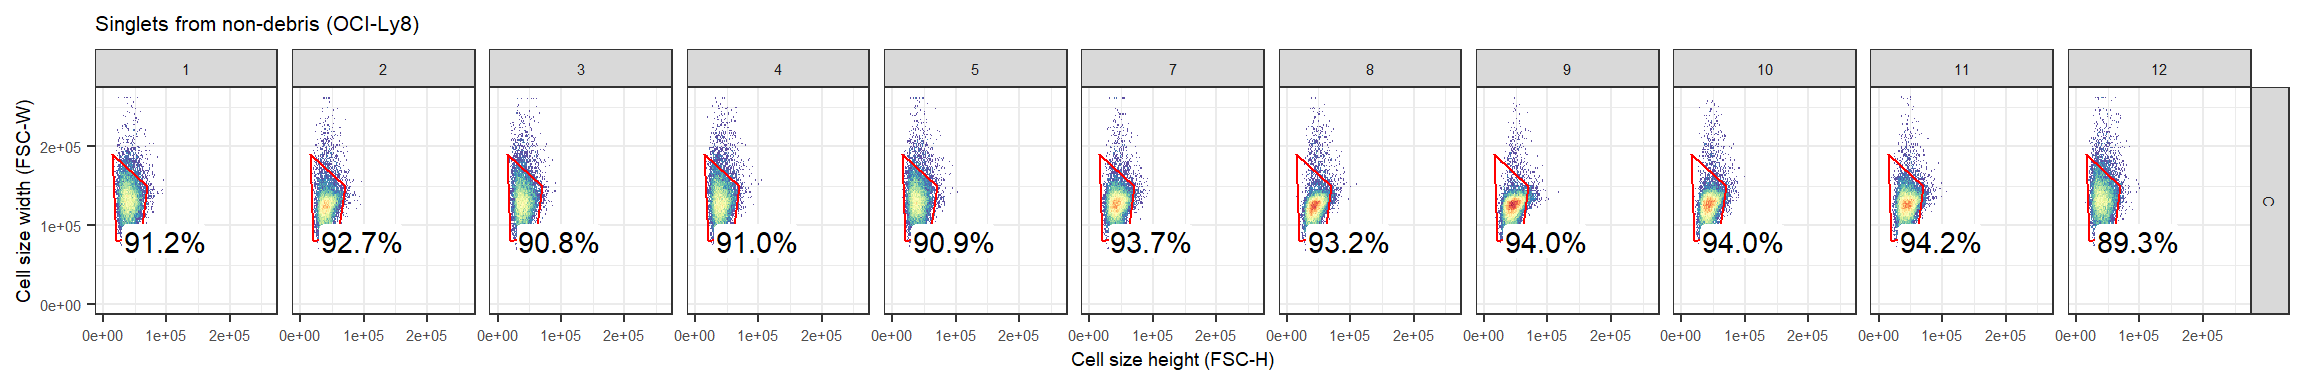 Singlets from non-debris (OCI-Ly8)
1 2 3 4 5 7 8 9 10 11 12
C
Cell size width (FSC-W)
2e+05
1e+05
0e+00
91.2% 92.7% 90.8% 91.0% 90.9% 93.7% 93.2% 94.0% 94.0% 94.2% 89.3%
0e+00 1e+05 2e+05 0e+00 1e+05 2e+05 0e+00 1e+05 2e+05 0e+00 1e+05 2e+05 0e+00 1e+05 2e+05 0e+00 1e+05 2e+05 0e+00 1e+05 2e+05 0e+00 1e+05 2e+05 0e+00 1e+05 2e+05 0e+00 1e+05 2e+05 0e+00 1e+05 2e+05
Cell size height (FSC-H)